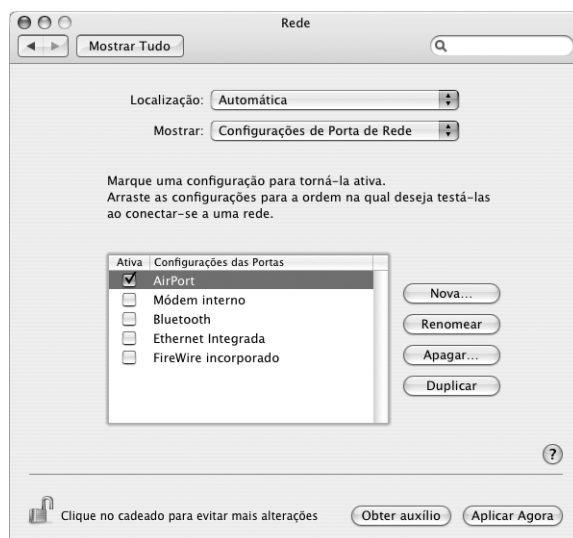 Rede
Mostrar Tudo
Localização: Automática
Mostrar: Configurações de Porta de Rede
Marque uma configuração para torná-la ativa.
Arraste as configurações para a ordem na qual deseja testá-las
ao conectar-se a uma rede.
Ativa Configurações das Portas
AirPort
Módem interno
Bluetooth
Ethernet Integrada
FireWire incorporado
Nova...
Renomear
Apagar...
Duplicar
?
Clique no cadeado para evitar mais alterações Obter auxílio Aplicar Agora